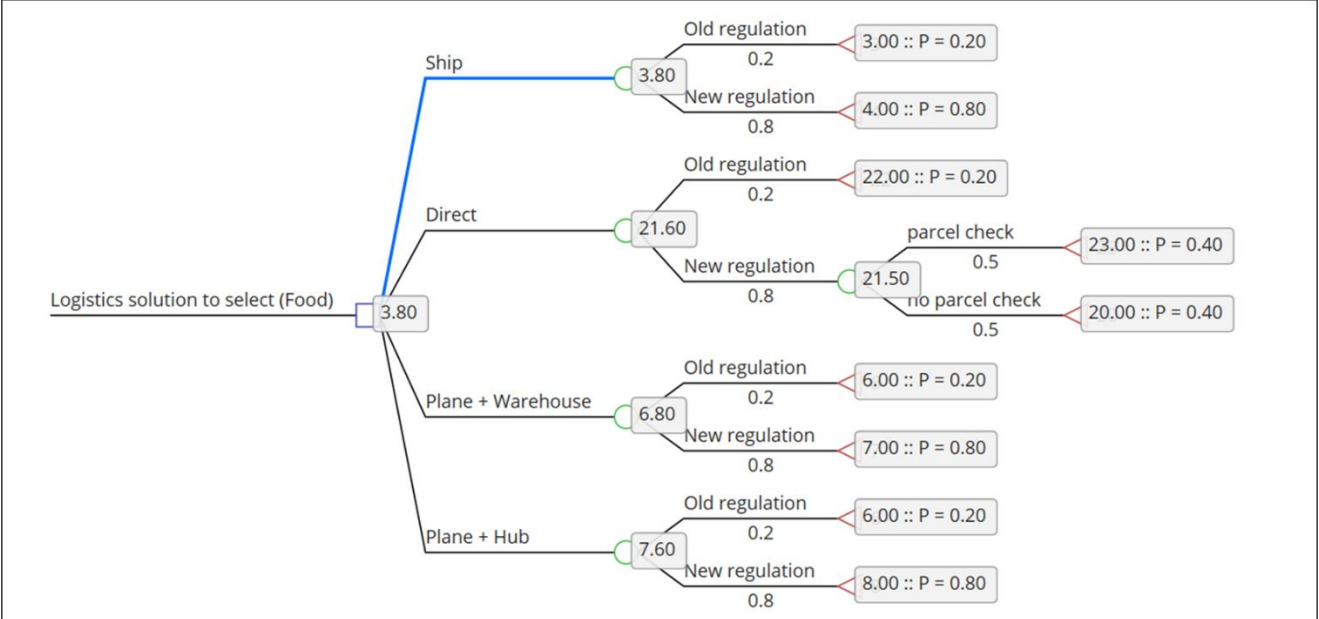 Old regulation
3.00 :: P = 0.20
0.2
Ship
3.80
New regulation
4.00 :: P = 0.80
0.8
Old regulation
22.00 :: P = 0.20
0.2
Direct
21.60
parcel check
23.00 :: P = 0.40
0.5
New regulation
21.50
0.8
no parcel check
20.00 :: P = 0.40
0.5
Logistics solution to select (Food)
3.80
Old regulation
6.00 :: P = 0.20
0.2
Plane + Warehouse
6.80
New regulation
7.00 :: P = 0.80
0.8
Old regulation
6.00 :: P = 0.20
0.2
Plane + Hub
7.60
New regulation
8.00 :: P = 0.80
0.8